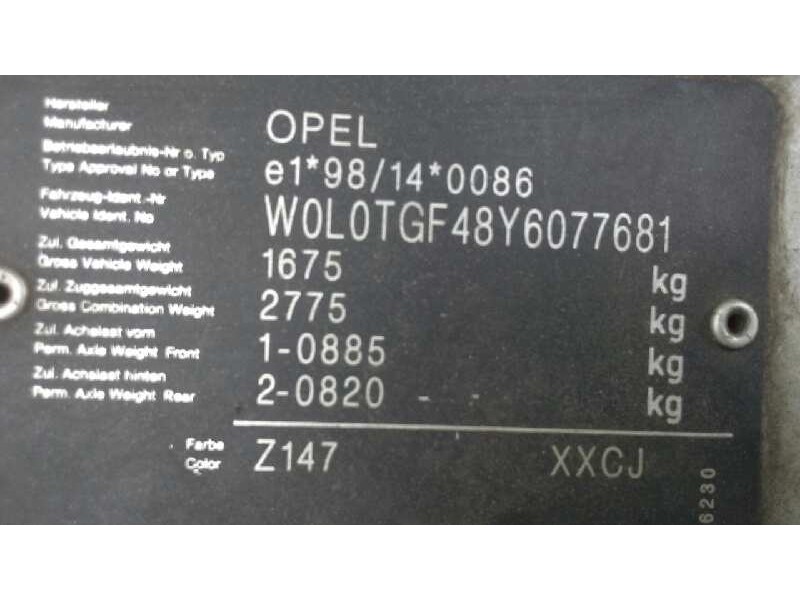 Hersteller
Manufacturer
OPEL
Betriebserlaubnis-Nr o. Typ
Type Approval No or Type
e1*98/14*0086
Fahrzeug-Ident.-Nr
Vehicle Ident. No
W0L0TGF48Y6077681
Zul. Gesamtgewicht
Gross Vehicle Weight
1675 kg
Zul. Zuggesamtgewicht
Gross Combination Weight
2775 kg
Zul. Achslast vorn
Perm. Axle Weight Front
1-0885 kg
Zul. Achslast hinten
Perm. Axle Weight Rear
2-0820 - - kg
Farbe
Color
Z147 XXCJ
6230